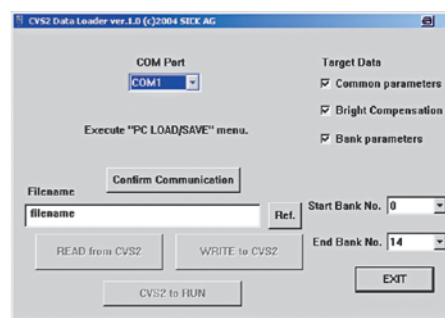 CVS2 Data Loader ver.1.0 (c)2004 SICK AG
COM Port
COM1
Execute "PC LOAD/SAVE" menu.
Target Data
Common parameters
Bright Compensation
Bank parameters
Confirm Communication
Filename
filename
Ref.
Start Bank No. 0
End Bank No. 14
READ from CVS2
WRITE to CVS2
CVS2 to RUN
EXIT